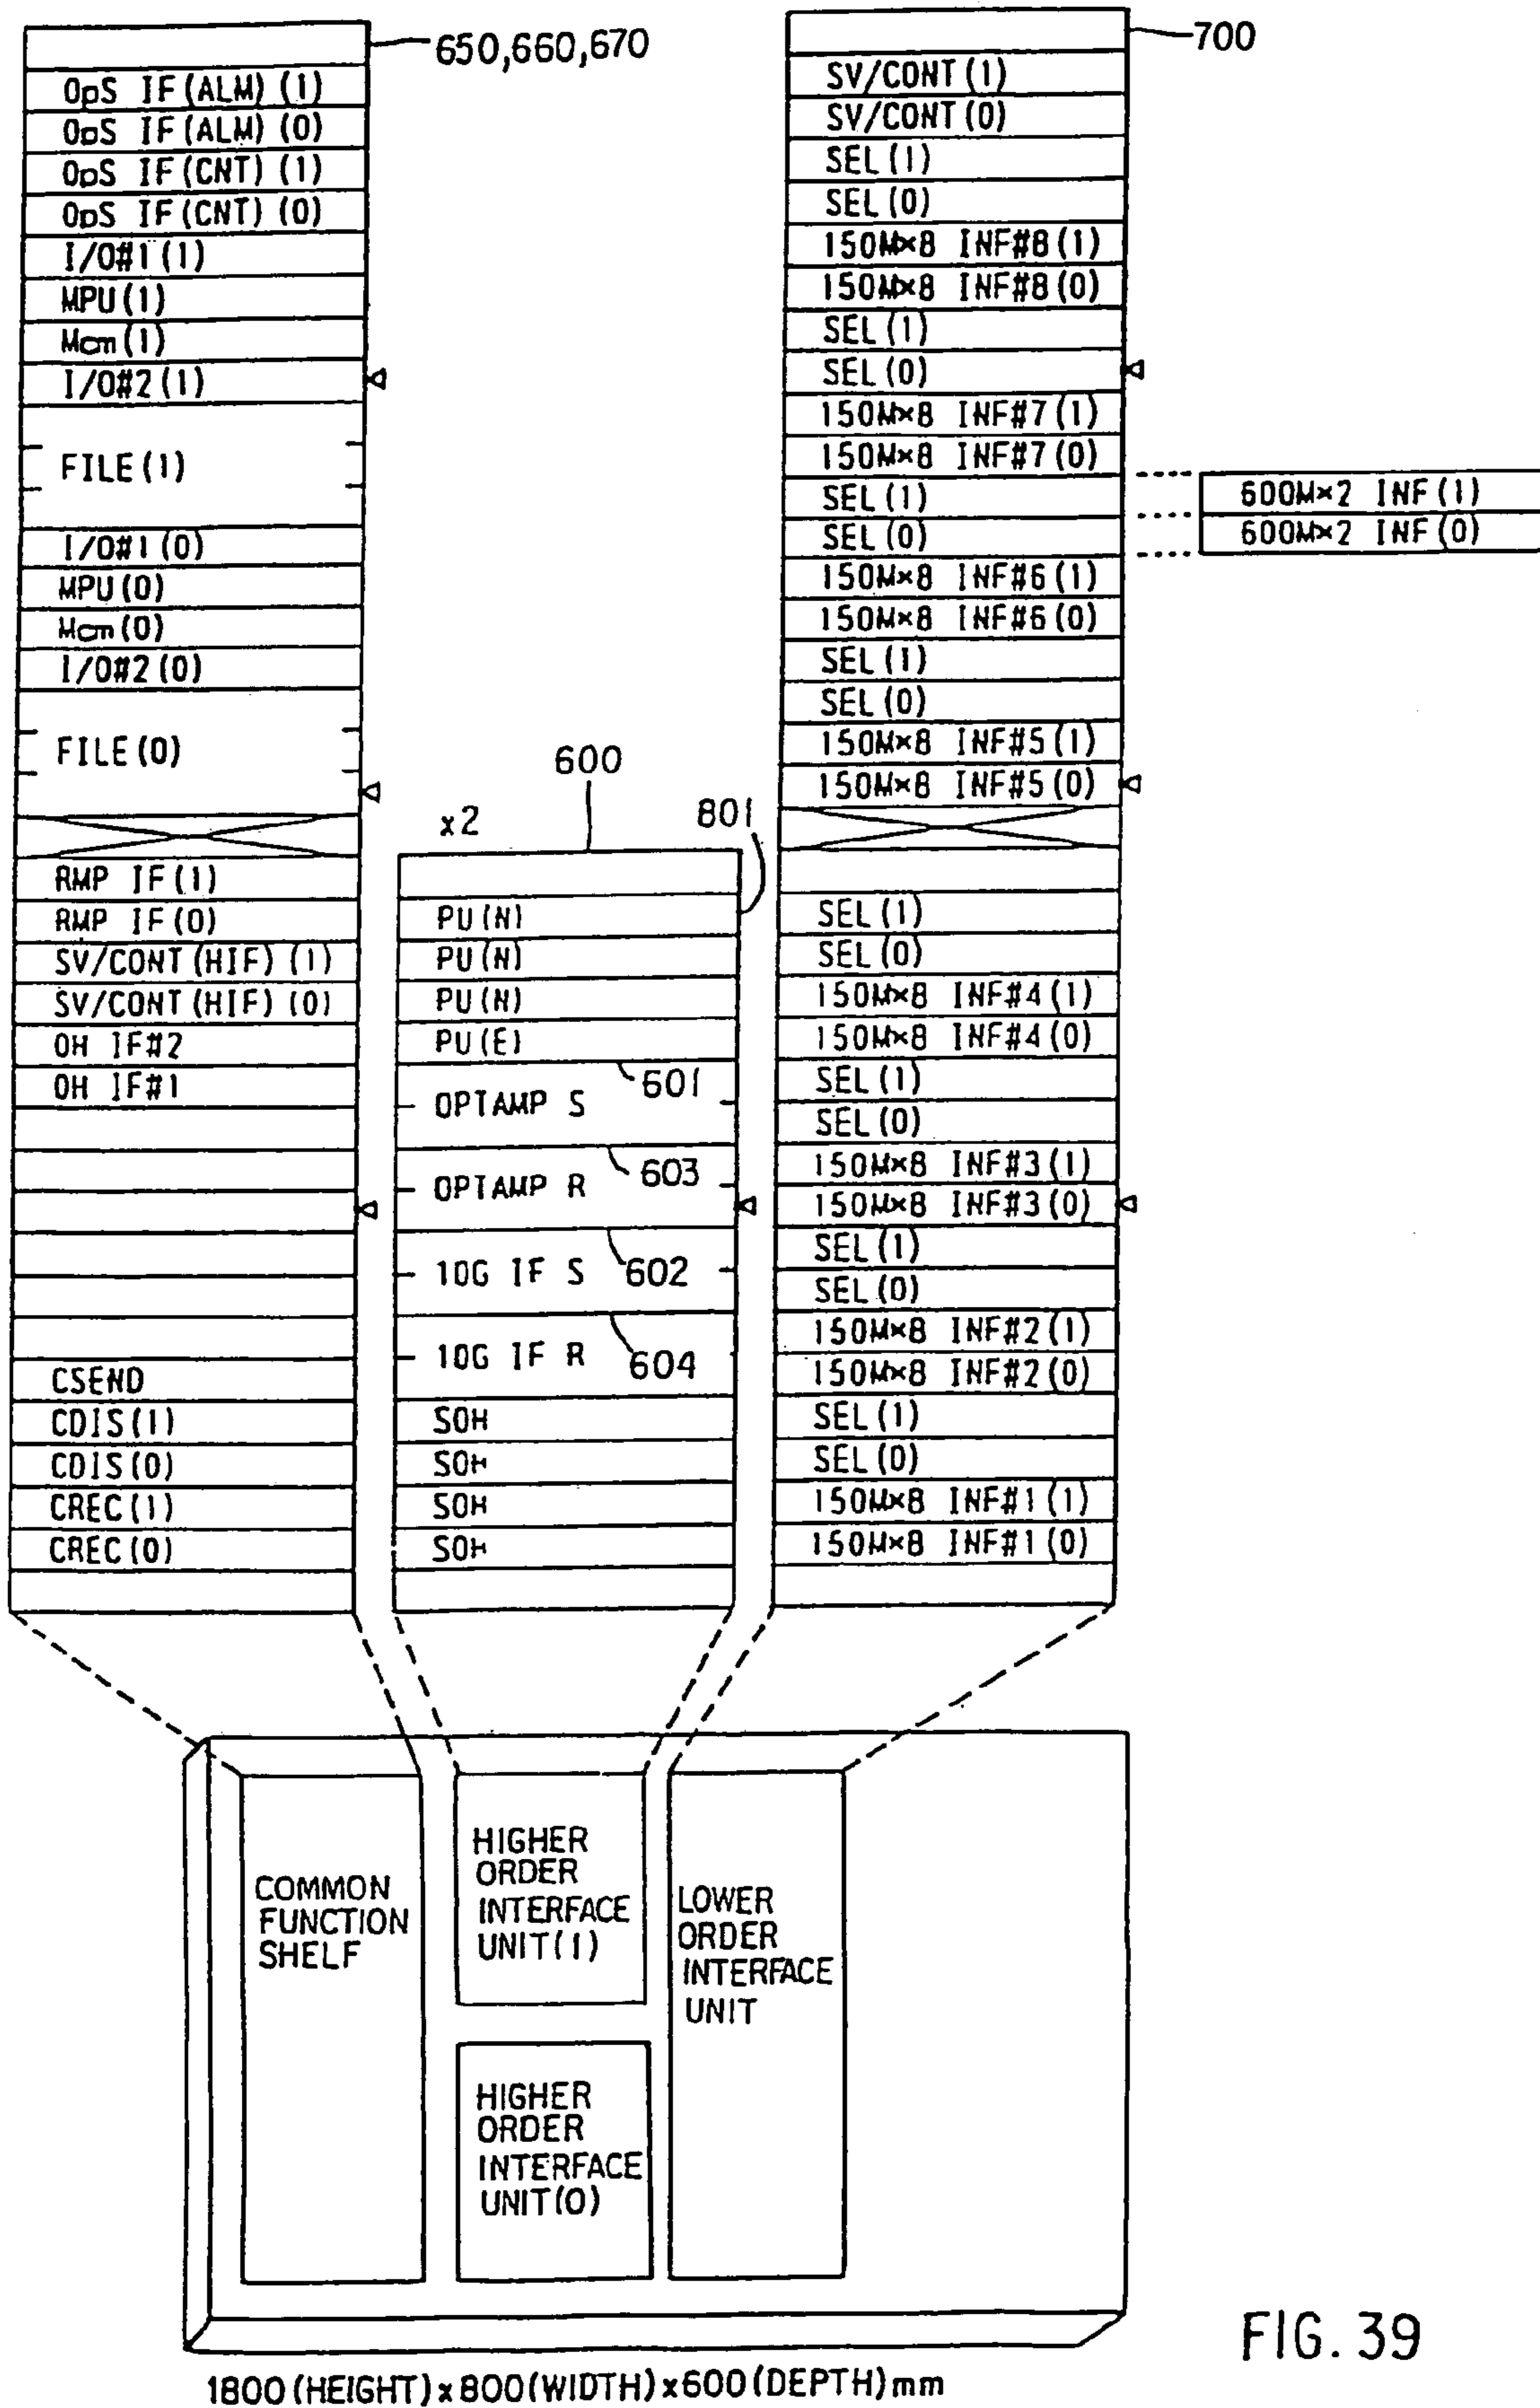 650,660,670
OpS IF(ALM)(1)
OpS IF(ALM)(0)
OpS IF(CNT)(1)
OpS IF(CNT)(0)
I/O#1(1)
MPU(1)
Mem(1)
I/O#2(1)
FILE(1)
I/O#1(0)
MPU(0)
Mem(0)
I/O#2(0)
FILE(0)
RMP IF(1)
RMP IF(0)
SV/CONT(HIF)(1)
SV/CONT(HIF)(0)
OH IF#2
OH IF#1
CSEND
CDIS(1)
CDIS(0)
CREC(1)
CREC(0)
600
x2
801
PU(N)
PU(N)
PU(N)
PU(E)
601
OPTAMP S
603
OPTAMP R
10G IF S
602
10G IF R
604
SOH
SOH
SOH
SOH
700
SV/CONT(1)
SV/CONT(0)
SEL(1)
SEL(0)
150M×8 INF#8(1)
150M×8 INF#8(0)
SEL(1)
SEL(0)
150M×8 INF#7(1)
150M×8 INF#7(0)
SEL(1)
SEL(0)
150M×8 INF#6(1)
150M×8 INF#6(0)
SEL(1)
SEL(0)
150M×8 INF#5(1)
150M×8 INF#5(0)
SEL(1)
SEL(0)
150M×8 INF#4(1)
150M×8 INF#4(0)
SEL(1)
SEL(0)
150M×8 INF#3(1)
150M×8 INF#3(0)
SEL(1)
SEL(0)
150M×8 INF#2(1)
150M×8 INF#2(0)
SEL(1)
SEL(0)
150M×8 INF#1(1)
150M×8 INF#1(0)
600M×2 INF(1)
600M×2 INF(0)
COMMON
FUNCTION
SHELF
HIGHER
ORDER
INTERFACE
UNIT(1)
HIGHER
ORDER
INTERFACE
UNIT(0)
LOWER
ORDER
INTERFACE
UNIT
1800(HEIGHT)x800(WIDTH)x600(DEPTH)mm
FIG. 39